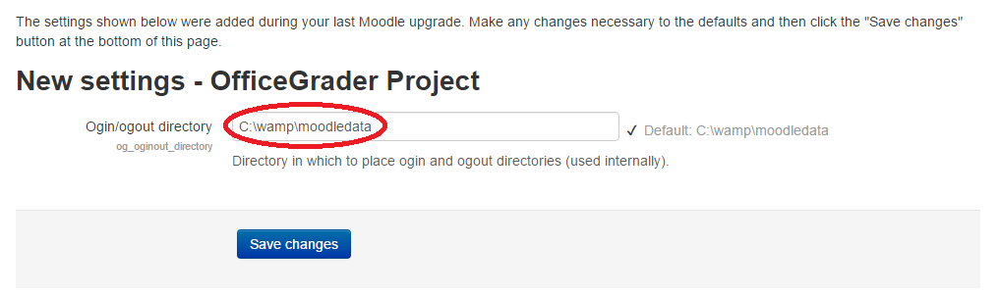 The settings shown below were added during your last Moodle upgrade. Make any changes necessary to the defaults and then click the "Save changes"
button at the bottom of this page.
New settings - OfficeGrader Project
Ogin/ogout directory C:\wamp\moodledata Default: C:\wamp\moodledata
og_oginout_directory
Directory in which to place ogin and ogout directories (used internally).
Save changes